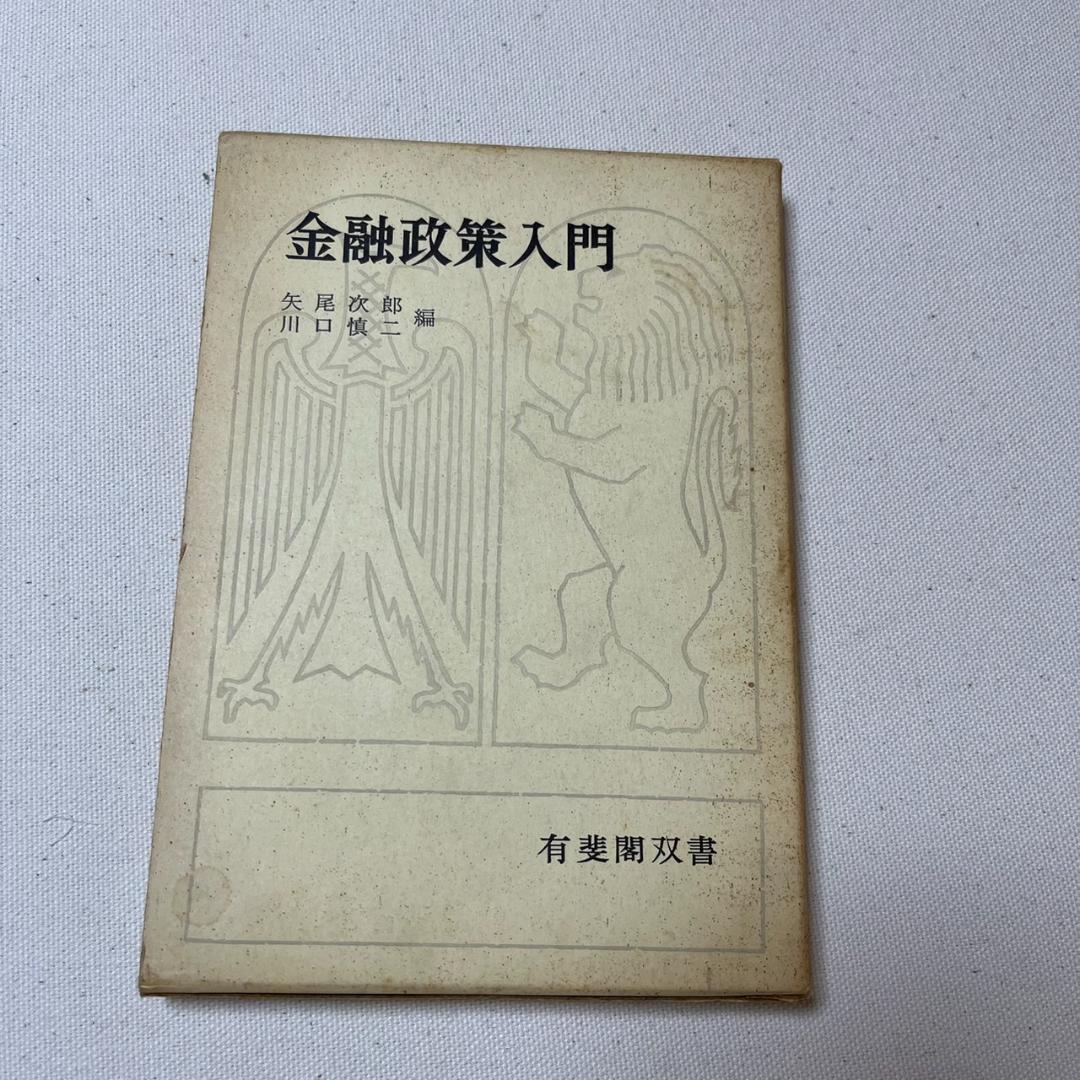 金融政策入門
矢尾次郎
川口慎二 編
有斐閣双書